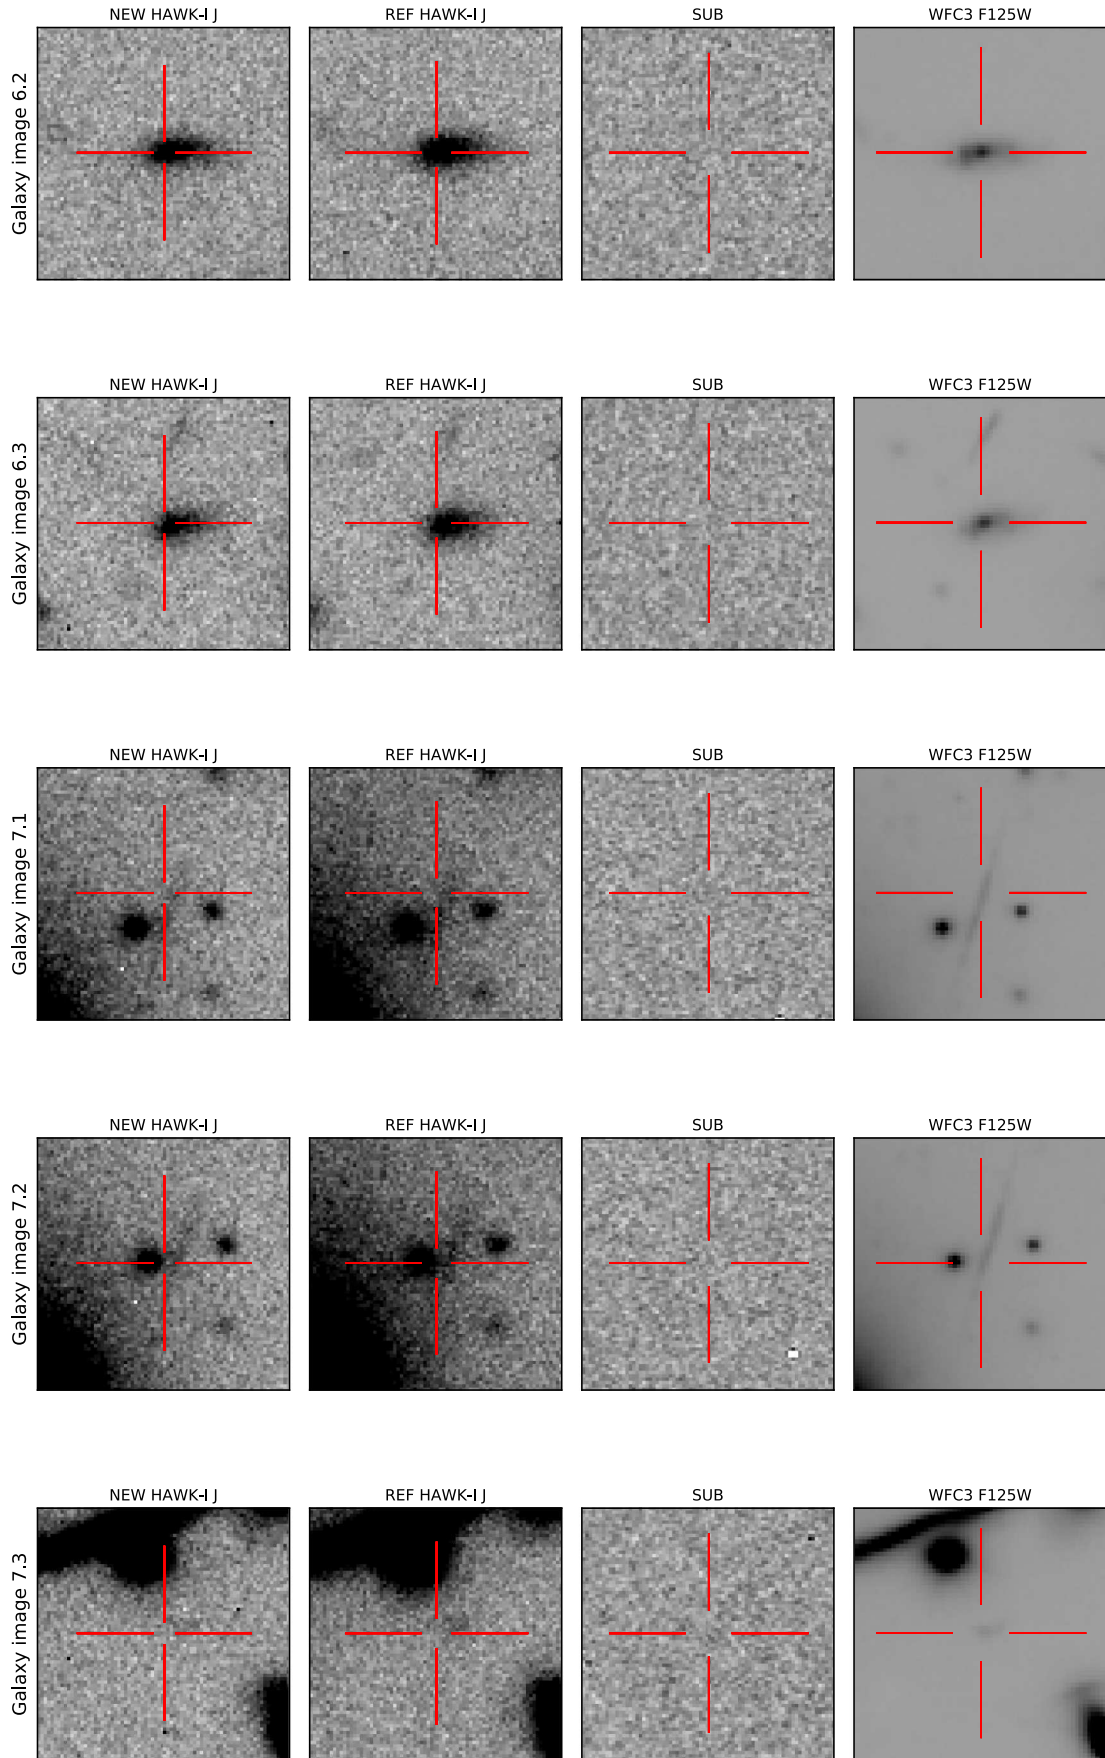 NEW HAWK-I J REF HAWK-I J SUB WFC3 F125W
Galaxy image 6.2
NEW HAWK-I J REF HAWK-I J SUB WFC3 F125W
Galaxy image 6.3
NEW HAWK-I J REF HAWK-I J SUB WFC3 F125W
Galaxy image 7.1
NEW HAWK-I J REF HAWK-I J SUB WFC3 F125W
Galaxy image 7.2
NEW HAWK-I J REF HAWK-I J SUB WFC3 F125W
Galaxy image 7.3